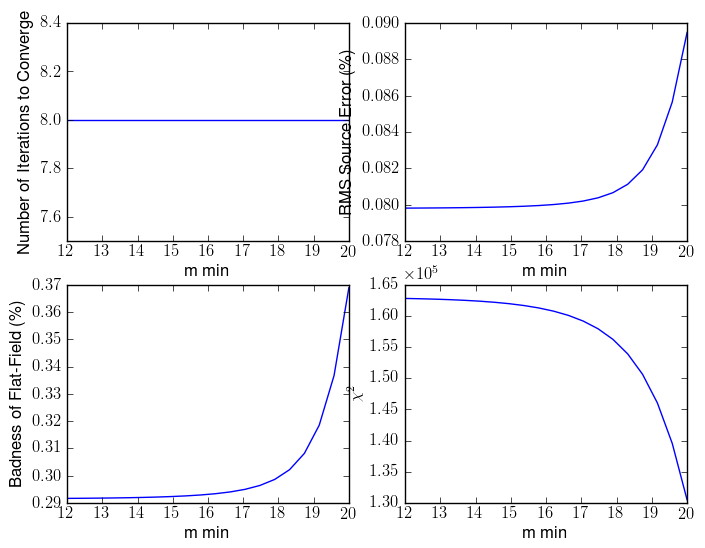 Number of Iterations to Converge
8.4
8.2
8.0
7.8
7.6
12 13 14 15 16 17 18 19 20
m min
RMS Source Error (%)
0.090
0.088
0.086
0.084
0.082
0.080
0.078
12 13 14 15 16 17 18 19 20
m min
Badness of Flat-Field (%)
0.37
0.36
0.35
0.34
0.33
0.32
0.31
0.30
0.29
12 13 14 15 16 17 18 19 20
m min
×10⁵
χ²
1.65
1.60
1.55
1.50
1.45
1.40
1.35
1.30
12 13 14 15 16 17 18 19 20
m min